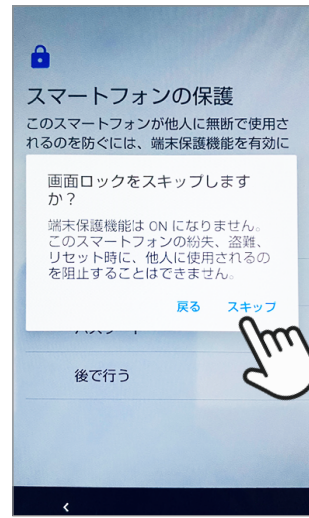 スマートフォンの保護
このスマートフォンが他人に無断で使用さ
れるのを防ぐには、端末保護機能を有効に
画面ロックをスキップします
か？
端末保護機能は ON になりません。
このスマートフォンの紛失、盗難、
リセット時に、他人に使用されるの
を阻止することはできません。
戻る スキップ
後で行う